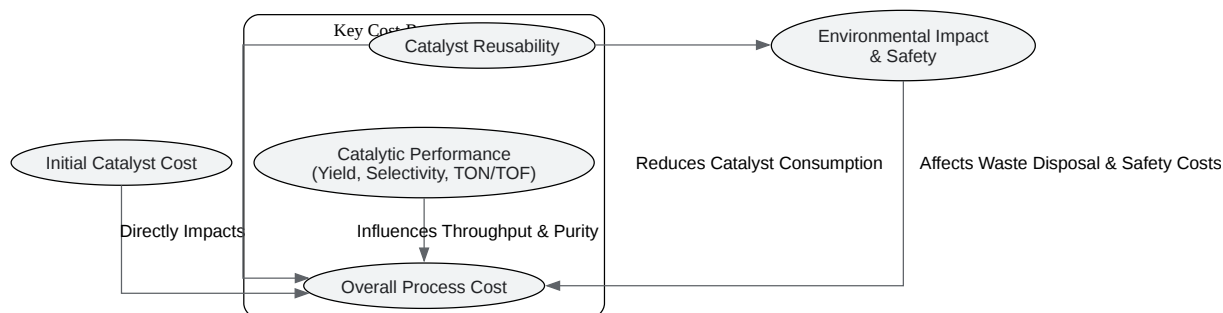 Key Cost
Catalyst Reusability
Environmental Impact
& Safety
Initial Catalyst Cost
Catalytic Performance
(Yield, Selectivity, TON/TOF)
Reduces Catalyst Consumption
Affects Waste Disposal & Safety Costs
Directly Impacts
Influences Throughput & Purity
Overall Process Cost